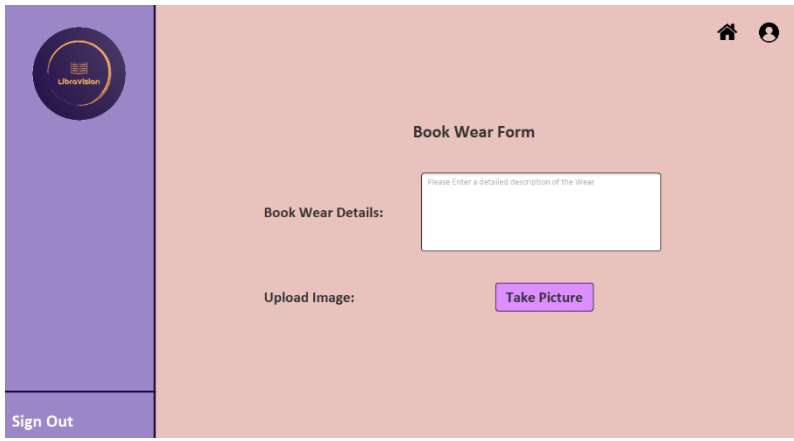 LibraVision
Book Wear Form
Book Wear Details:
Please Enter a detailed description of the Wear
Upload Image:
Take Picture
Sign Out